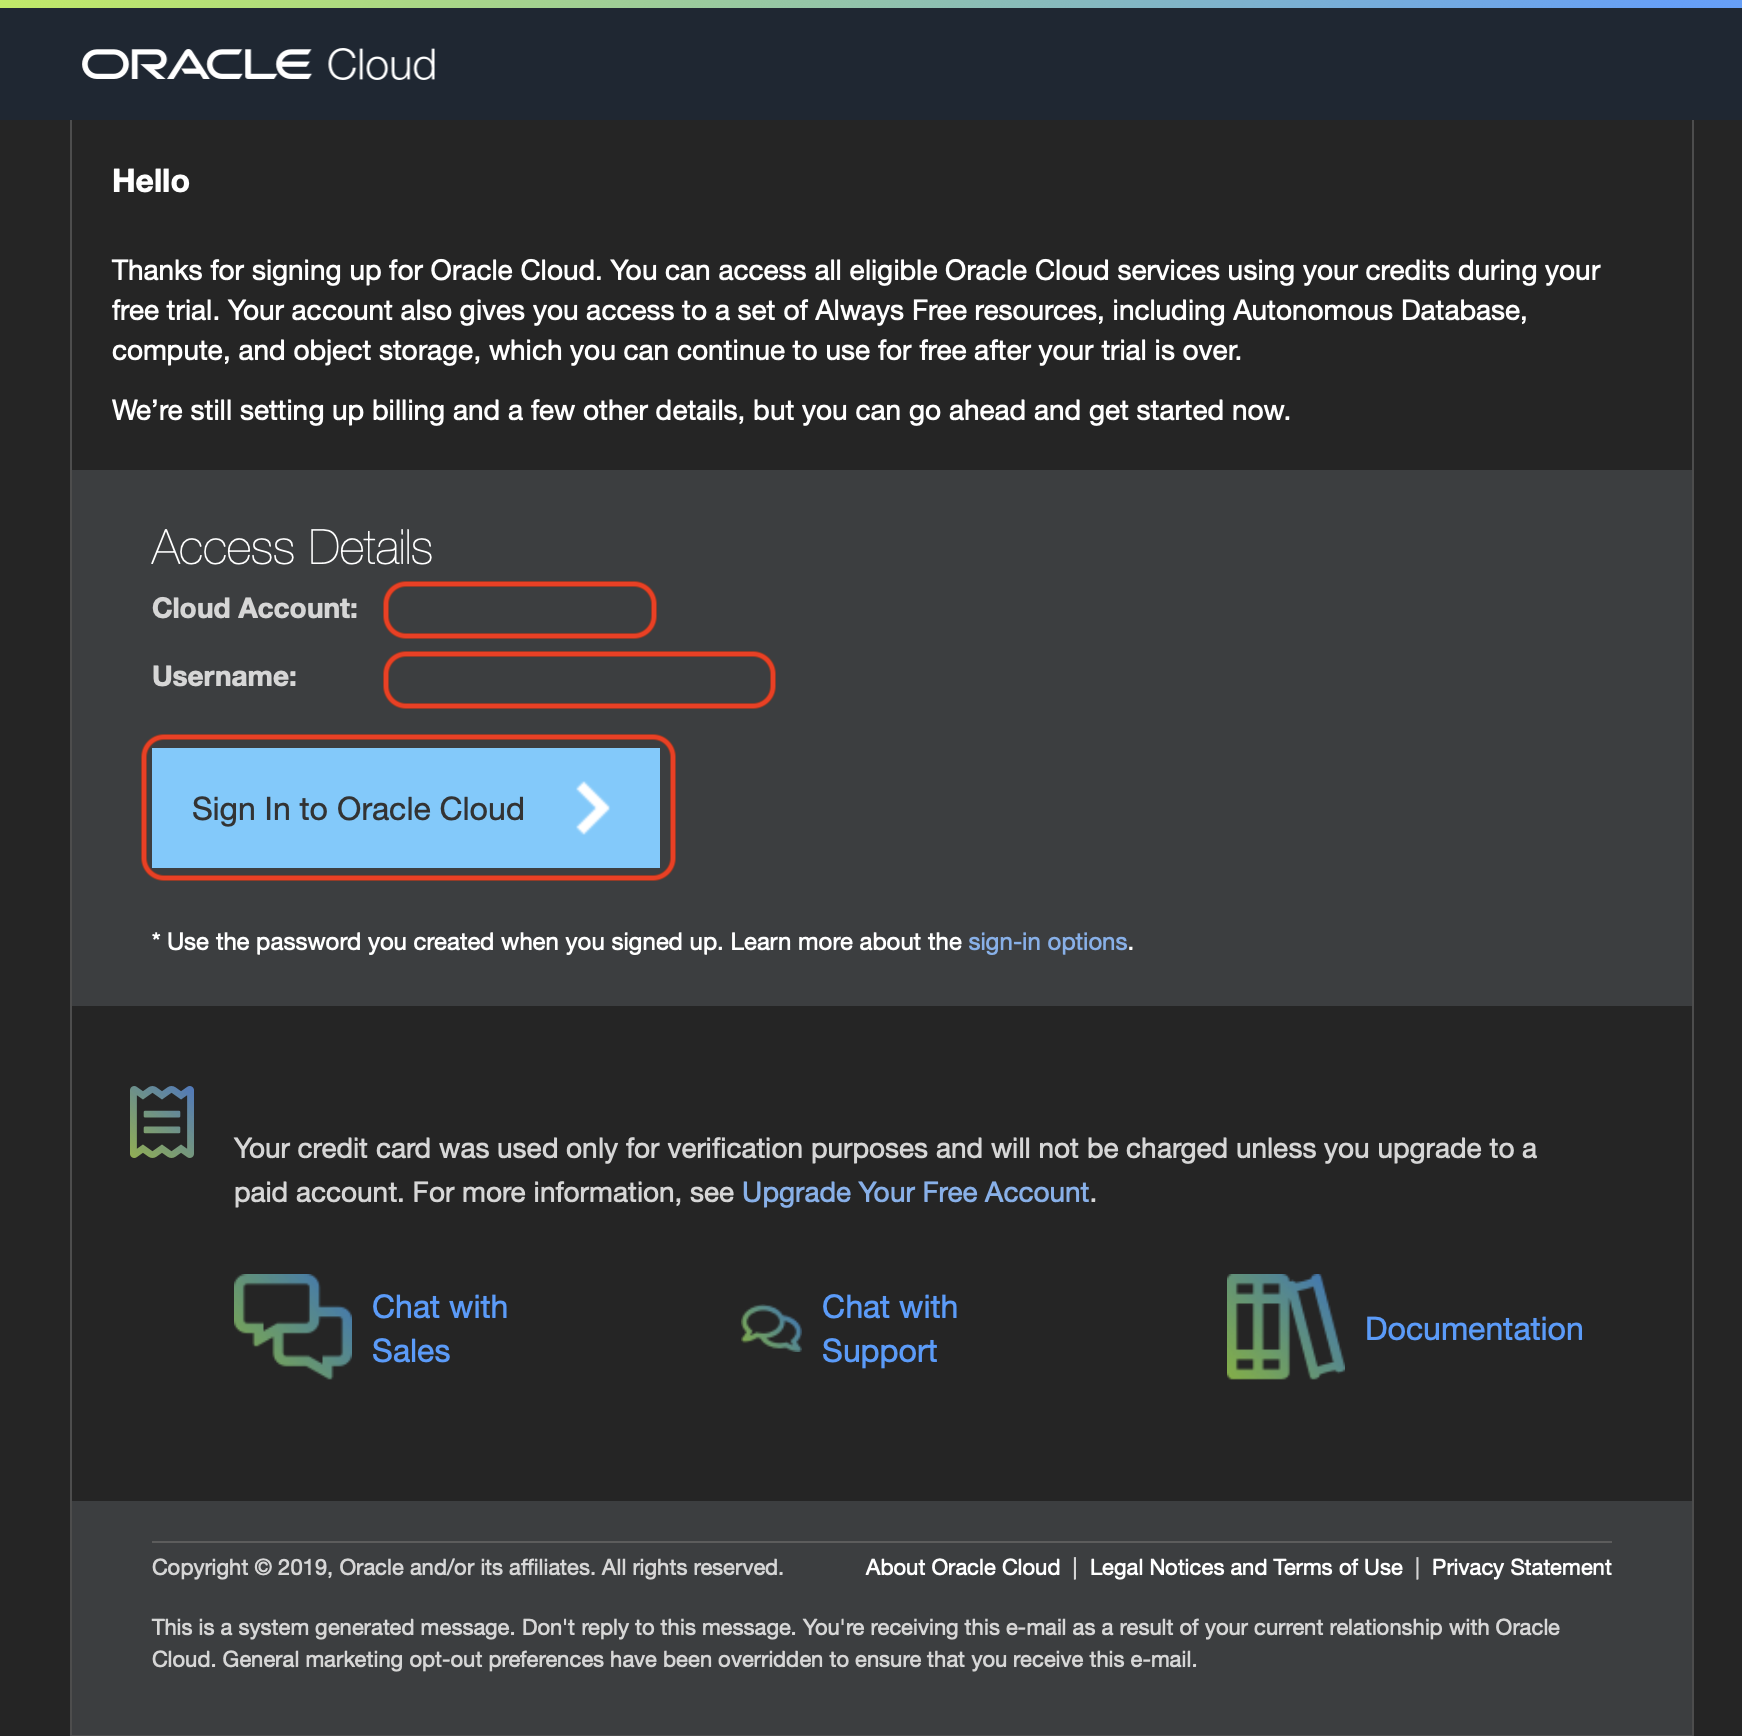 ORACLE Cloud
Hello
Thanks for signing up for Oracle Cloud. You can access all eligible Oracle Cloud services using your credits during your
free trial. Your account also gives you access to a set of Always Free resources, including Autonomous Database,
compute, and object storage, which you can continue to use for free after your trial is over.
We’re still setting up billing and a few other details, but you can go ahead and get started now.
Access Details
Cloud Account:
Username:
Sign In to Oracle Cloud
* Use the password you created when you signed up. Learn more about the sign-in options.
Your credit card was used only for verification purposes and will not be charged unless you upgrade to a
paid account. For more information, see Upgrade Your Free Account.
Chat with
Sales
Chat with
Support
Documentation
Copyright © 2019, Oracle and/or its affiliates. All rights reserved. About Oracle Cloud | Legal Notices and Terms of Use | Privacy Statement
This is a system generated message. Don't reply to this message. You're receiving this e-mail as a result of your current relationship with Oracle
Cloud. General marketing opt-out preferences have been overridden to ensure that you receive this e-mail.